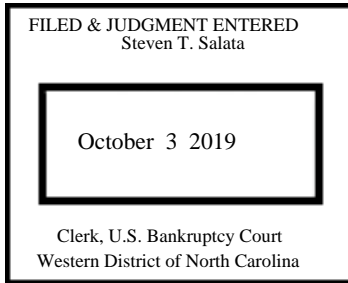 FILED & JUDGMENT ENTERED
Steven T. Salata
October 3 2019
Clerk, U.S. Bankruptcy Court
Western District of North Carolina